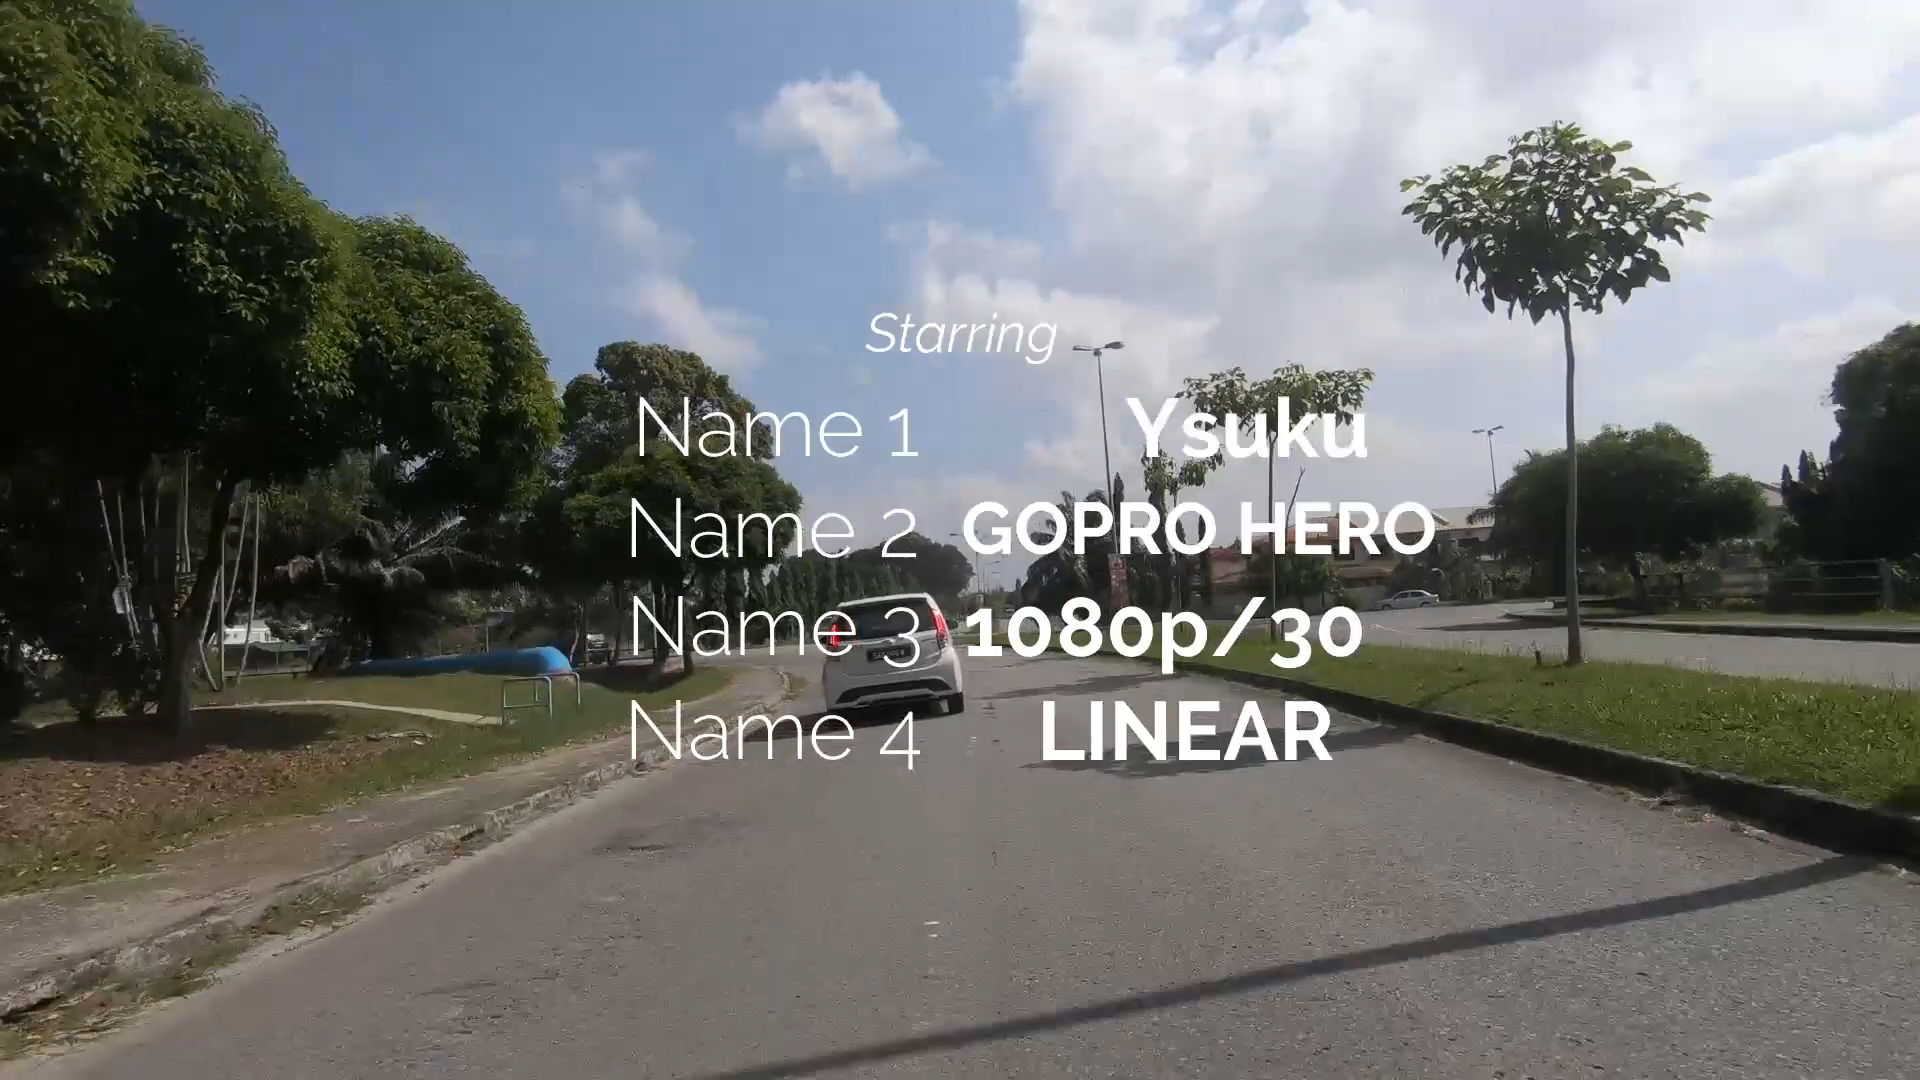 Starring
Name 1 Ysuku
Name 2 GOPRO HERO
Name 3 1080p/30
Name 4 LINEAR